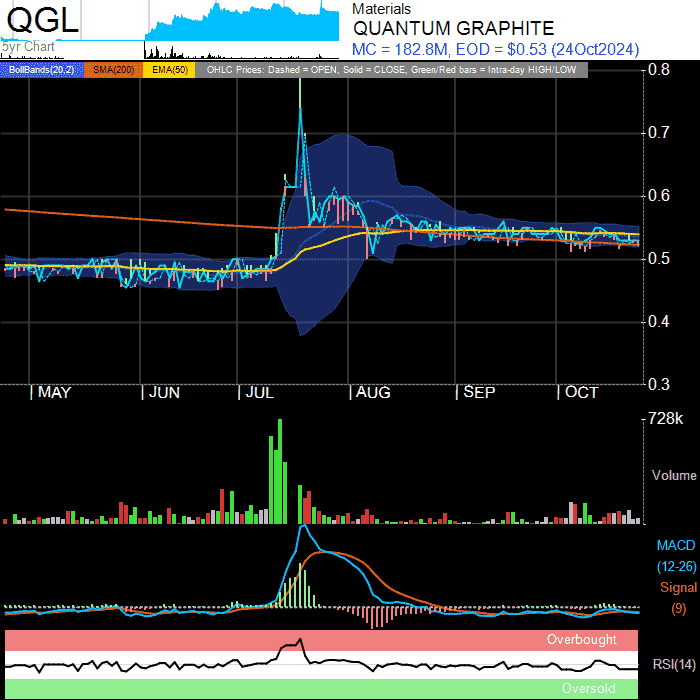 QGL
5yr Chart
Materials
QUANTUM GRAPHITE
MC = 182.8M, EOD = $0.53 (24Oct2024)
BollBands(20,2) SMA(200) EMA(50) OHLC Prices: Dashed = OPEN, Solid = CLOSE, Green/Red bars = Intra-day HIGH/LOW
0.8
0.7
0.6
0.5
0.4
0.3
MAY JUN JUL AUG SEP OCT
728k
Volume
MACD
(12-26)
Signal
(9)
Overbought
RSI(14)
Oversold